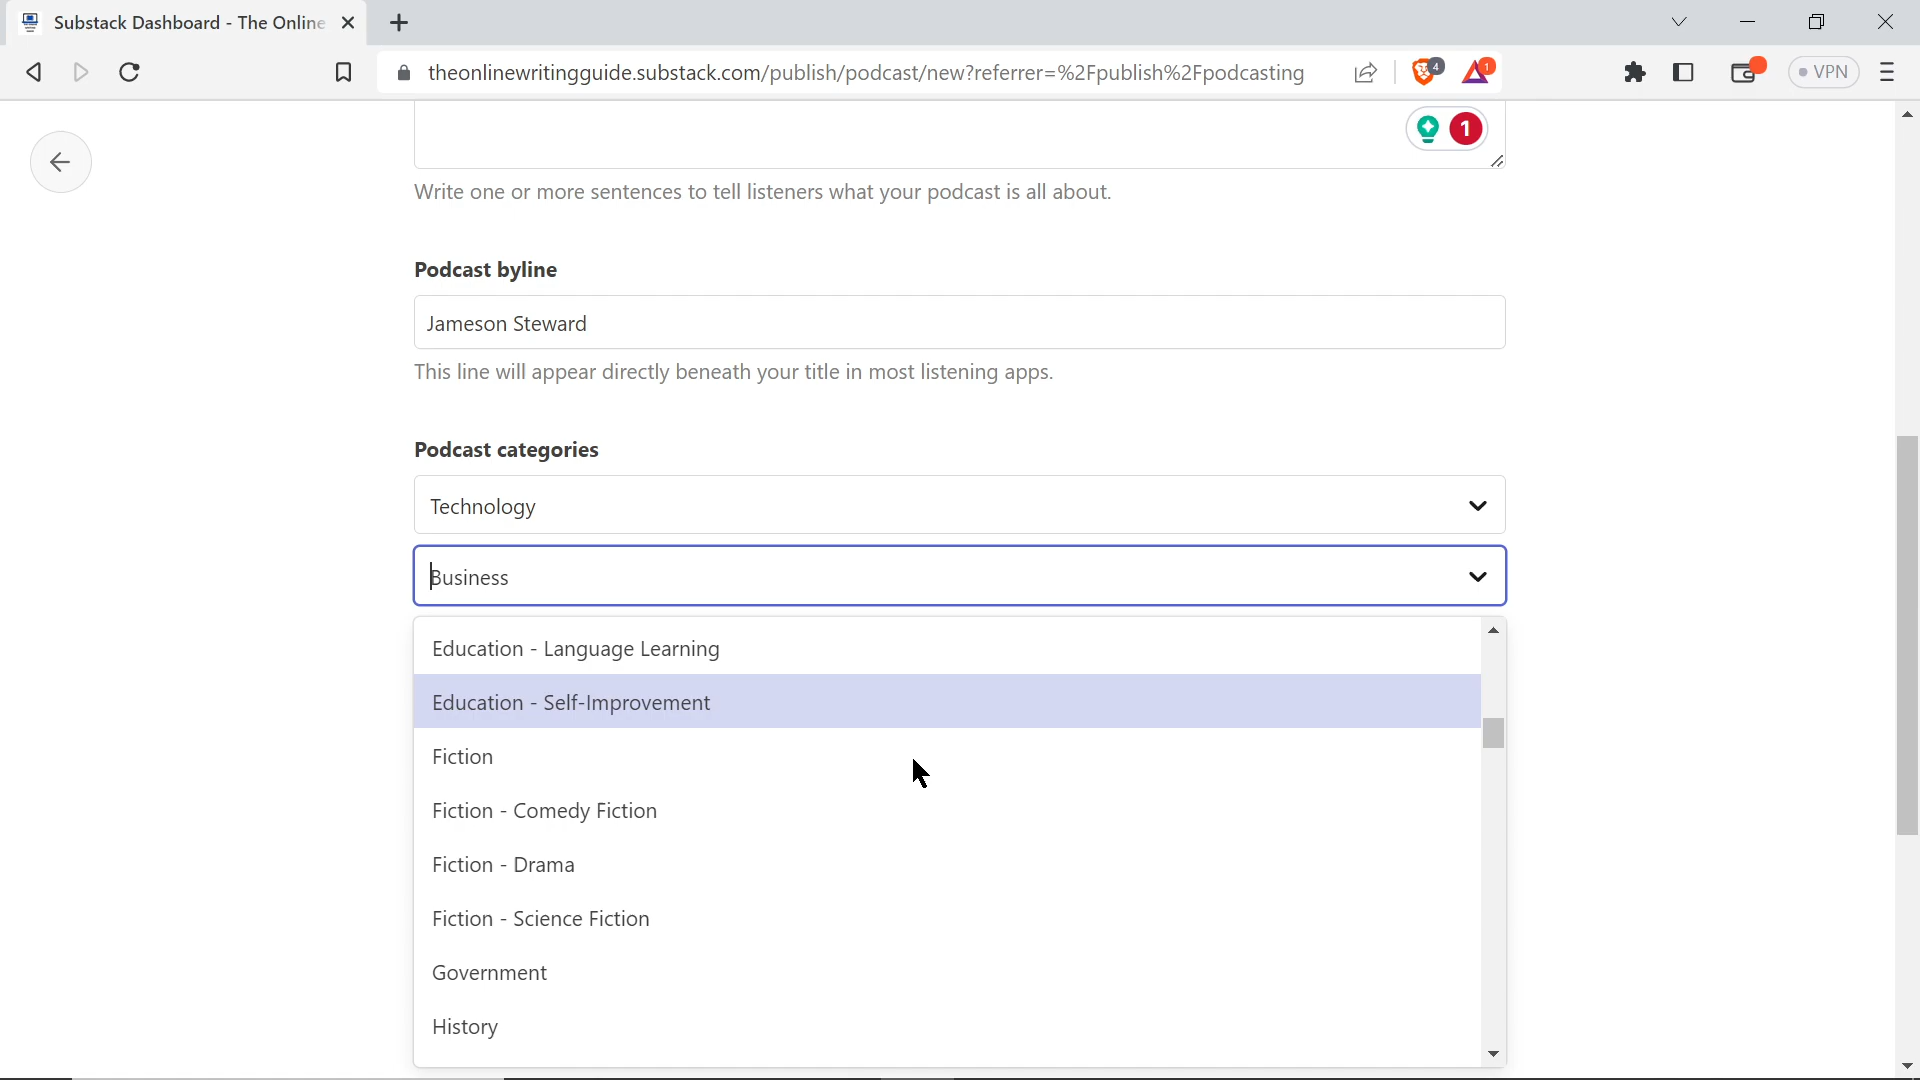 Substack Dashboard - The Online
theonlinewritingguide.substack.com/publish/podcast/new?referrer=%2Fpublish%2Fpodcasting
4
1
VPN
1
Write one or more sentences to tell listeners what your podcast is all about.
Podcast byline
Jameson Steward
This line will appear directly beneath your title in most listening apps.
Podcast categories
Technology
Business
Education - Language Learning
Education - Self-Improvement
Fiction
Fiction - Comedy Fiction
Fiction - Drama
Fiction - Science Fiction
Government
History